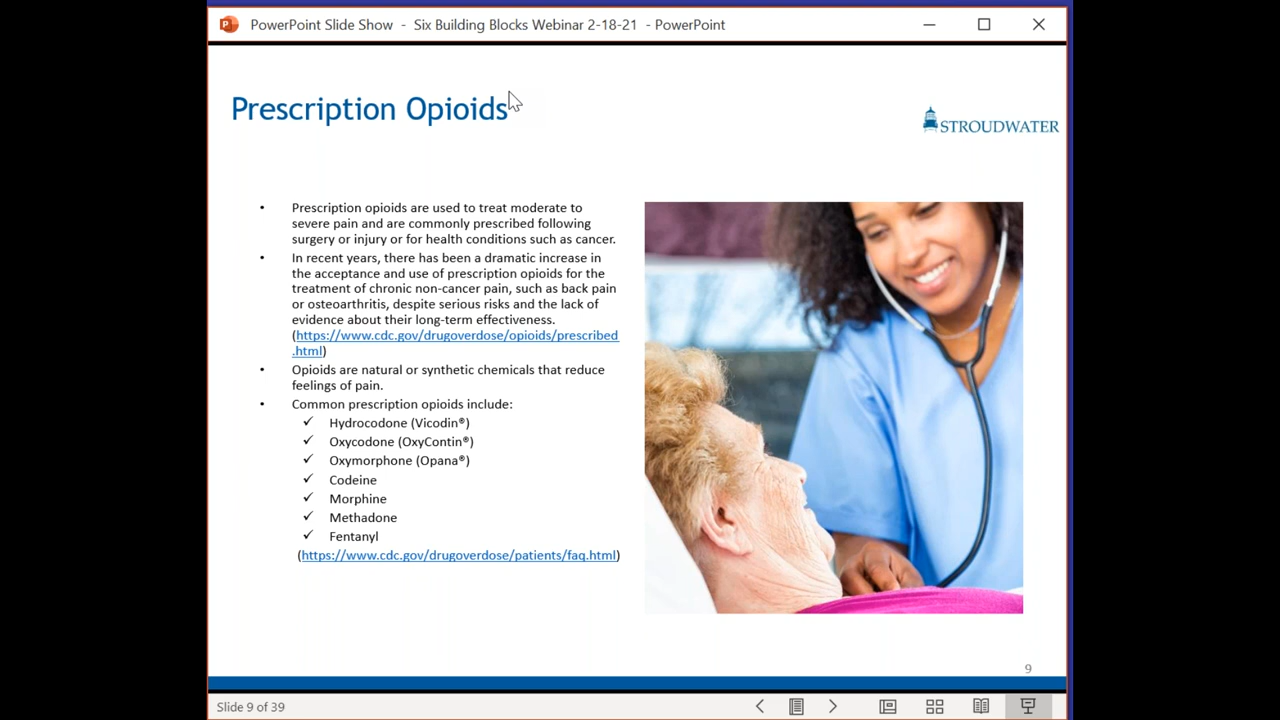 PowerPoint Slide Show - Six Building Blocks Webinar 2-18-21 - PowerPoint
Prescription Opioids
STROUDWATER
• Prescription opioids are used to treat moderate to
severe pain and are commonly prescribed following
surgery or injury or for health conditions such as cancer.
• In recent years, there has been a dramatic increase in
the acceptance and use of prescription opioids for the
treatment of chronic non-cancer pain, such as back pain
or osteoarthritis, despite serious risks and the lack of
evidence about their long-term effectiveness.
(https://www.cdc.gov/drugoverdose/opioids/prescribed
.html)
• Opioids are natural or synthetic chemicals that reduce
feelings of pain.
• Common prescription opioids include:
✓ Hydrocodone (Vicodin®)
✓ Oxycodone (OxyContin®)
✓ Oxymorphone (Opana®)
✓ Codeine
✓ Morphine
✓ Methadone
✓ Fentanyl
(https://www.cdc.gov/drugoverdose/patients/faq.html)
9
Slide 9 of 39